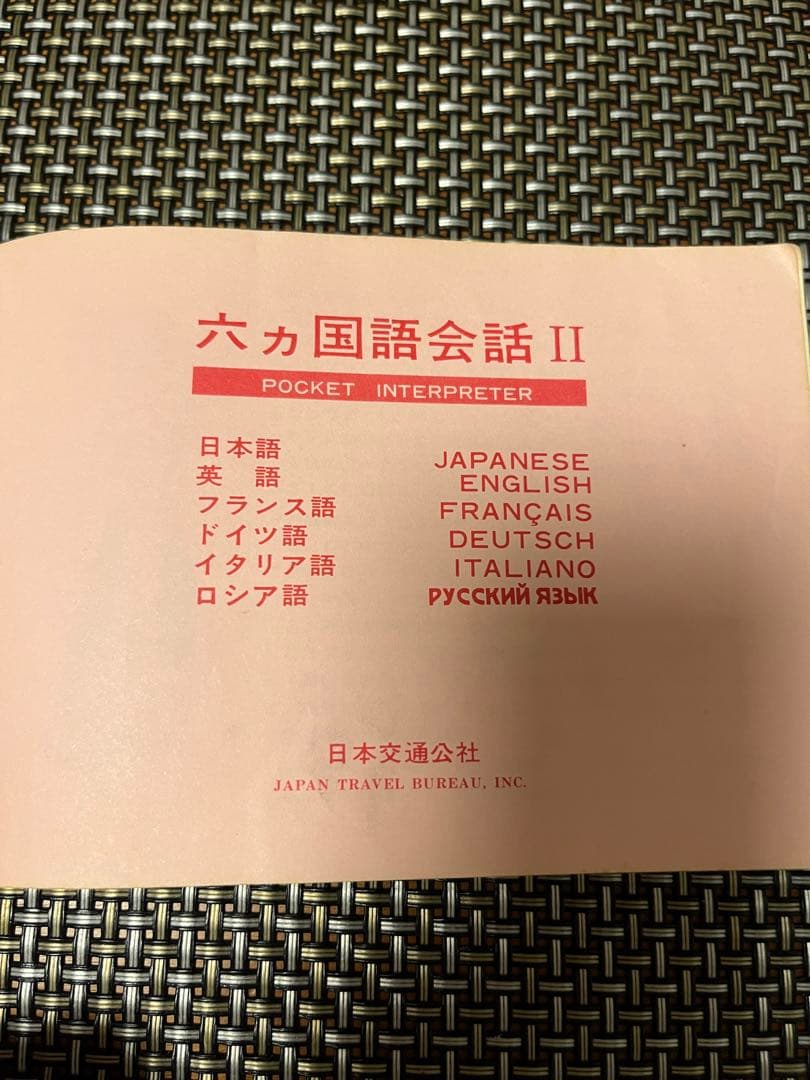 六ヵ国語会話 II
POCKET INTERPRETER
日本語 JAPANESE
英 語 ENGLISH
フランス語 FRANÇAIS
ドイツ語 DEUTSCH
イタリア語 ITALIANO
ロシア語 РУССКИЙ ЯЗЫК
日本交通公社
JAPAN TRAVEL BUREAU, INC.